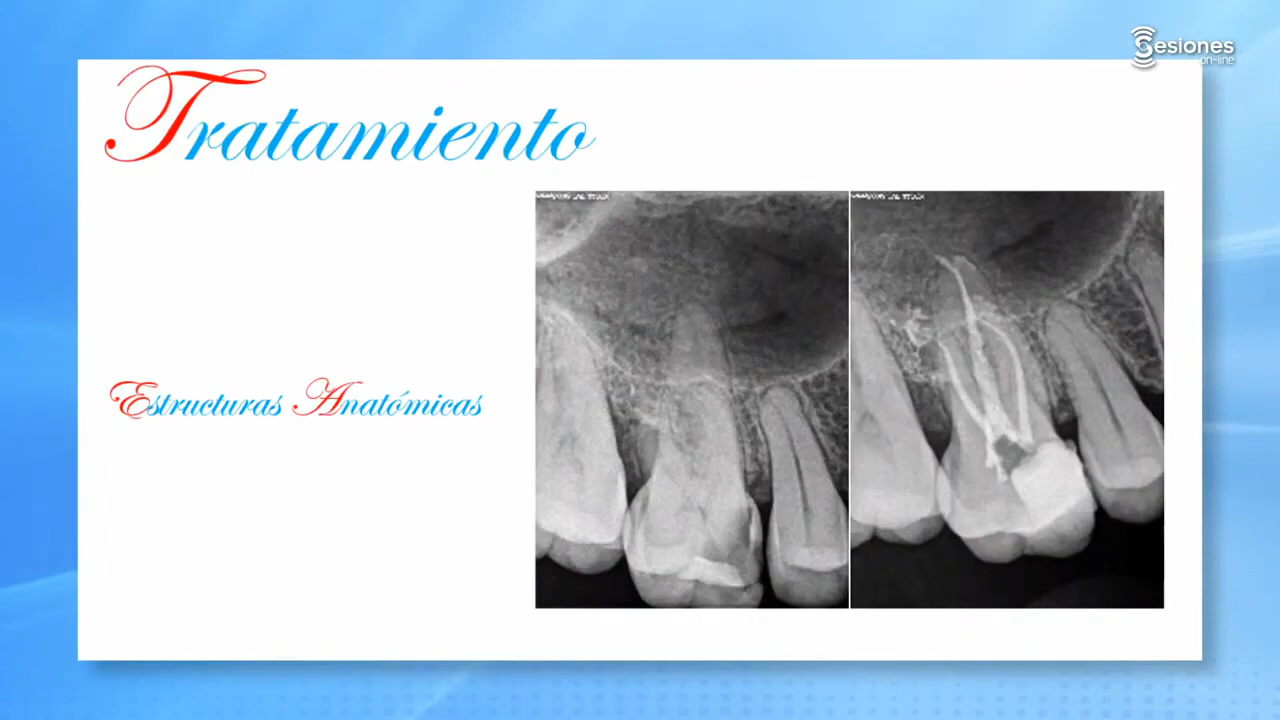 Sesiones
on-line
Tratamiento
Estructuras Anatómicas